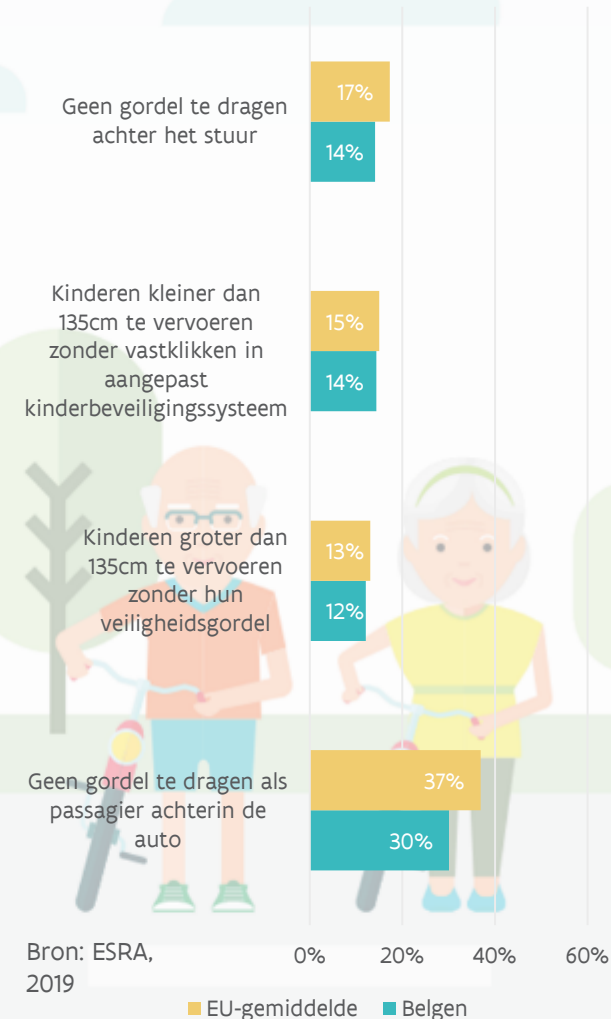 Geen gordel te dragen
achter het stuur
17%
14%
Kinderen kleiner dan
135cm te vervoeren
zonder vastklikken in
aangepast
kinderbeveiligingssysteem
15%
14%
Kinderen groter dan
135cm te vervoeren
zonder hun
veiligheidsgordel
13%
12%
Geen gordel te dragen als
passagier achterin de
auto
37%
30%
Bron: ESRA,
2019
0% 20% 40% 60%
EU-gemiddelde Belgen